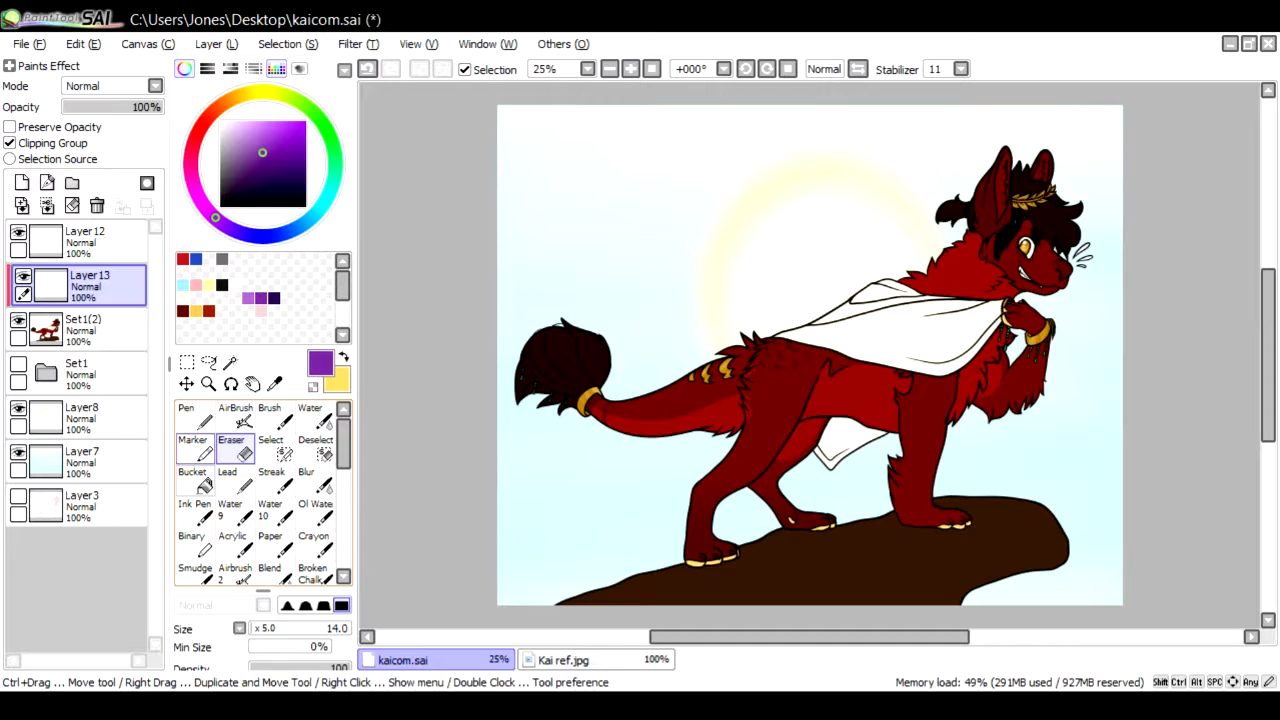 PaintTool SAI C:\Users\Jones\Desktop\kaicom.sai (*)
File (F) Edit (E) Canvas (C) Layer (L) Selection (S) Filter (T) View (V) Window (W) Others (O)
Paints Effect
Mode Normal
Opacity 100%
Preserve Opacity
Clipping Group
Selection Source
Layer12
Normal
100%
Layer13
Normal
100%
Set1(2)
Normal
100%
Set1
Normal
100%
Layer8
Normal
100%
Layer7
Normal
100%
Layer3
Normal
100%
Selection 25% +000° Normal Stabilizer 11
Pen AirBrush Brush Water
Marker Eraser Select Deselect
Bucket Lead Streak Blur
Ink Pen Water 9 Water 10 Ol Wate
Binary Acrylic Paper Crayon
Smudge Airbrush 2 Blend Broken Chalk
Normal
Size x 5.0 14.0
Min Size 0%
Density 100
kaicom.sai 25% Kai ref.jpg 100%
Ctrl+Drag ... Move tool / Right Drag ... Duplicate and Move Tool / Right Click ... Show menu / Double Clock ... Tool preference
Memory load: 49% (291MB used / 927MB reserved) Shift Ctrl Alt SPC Any